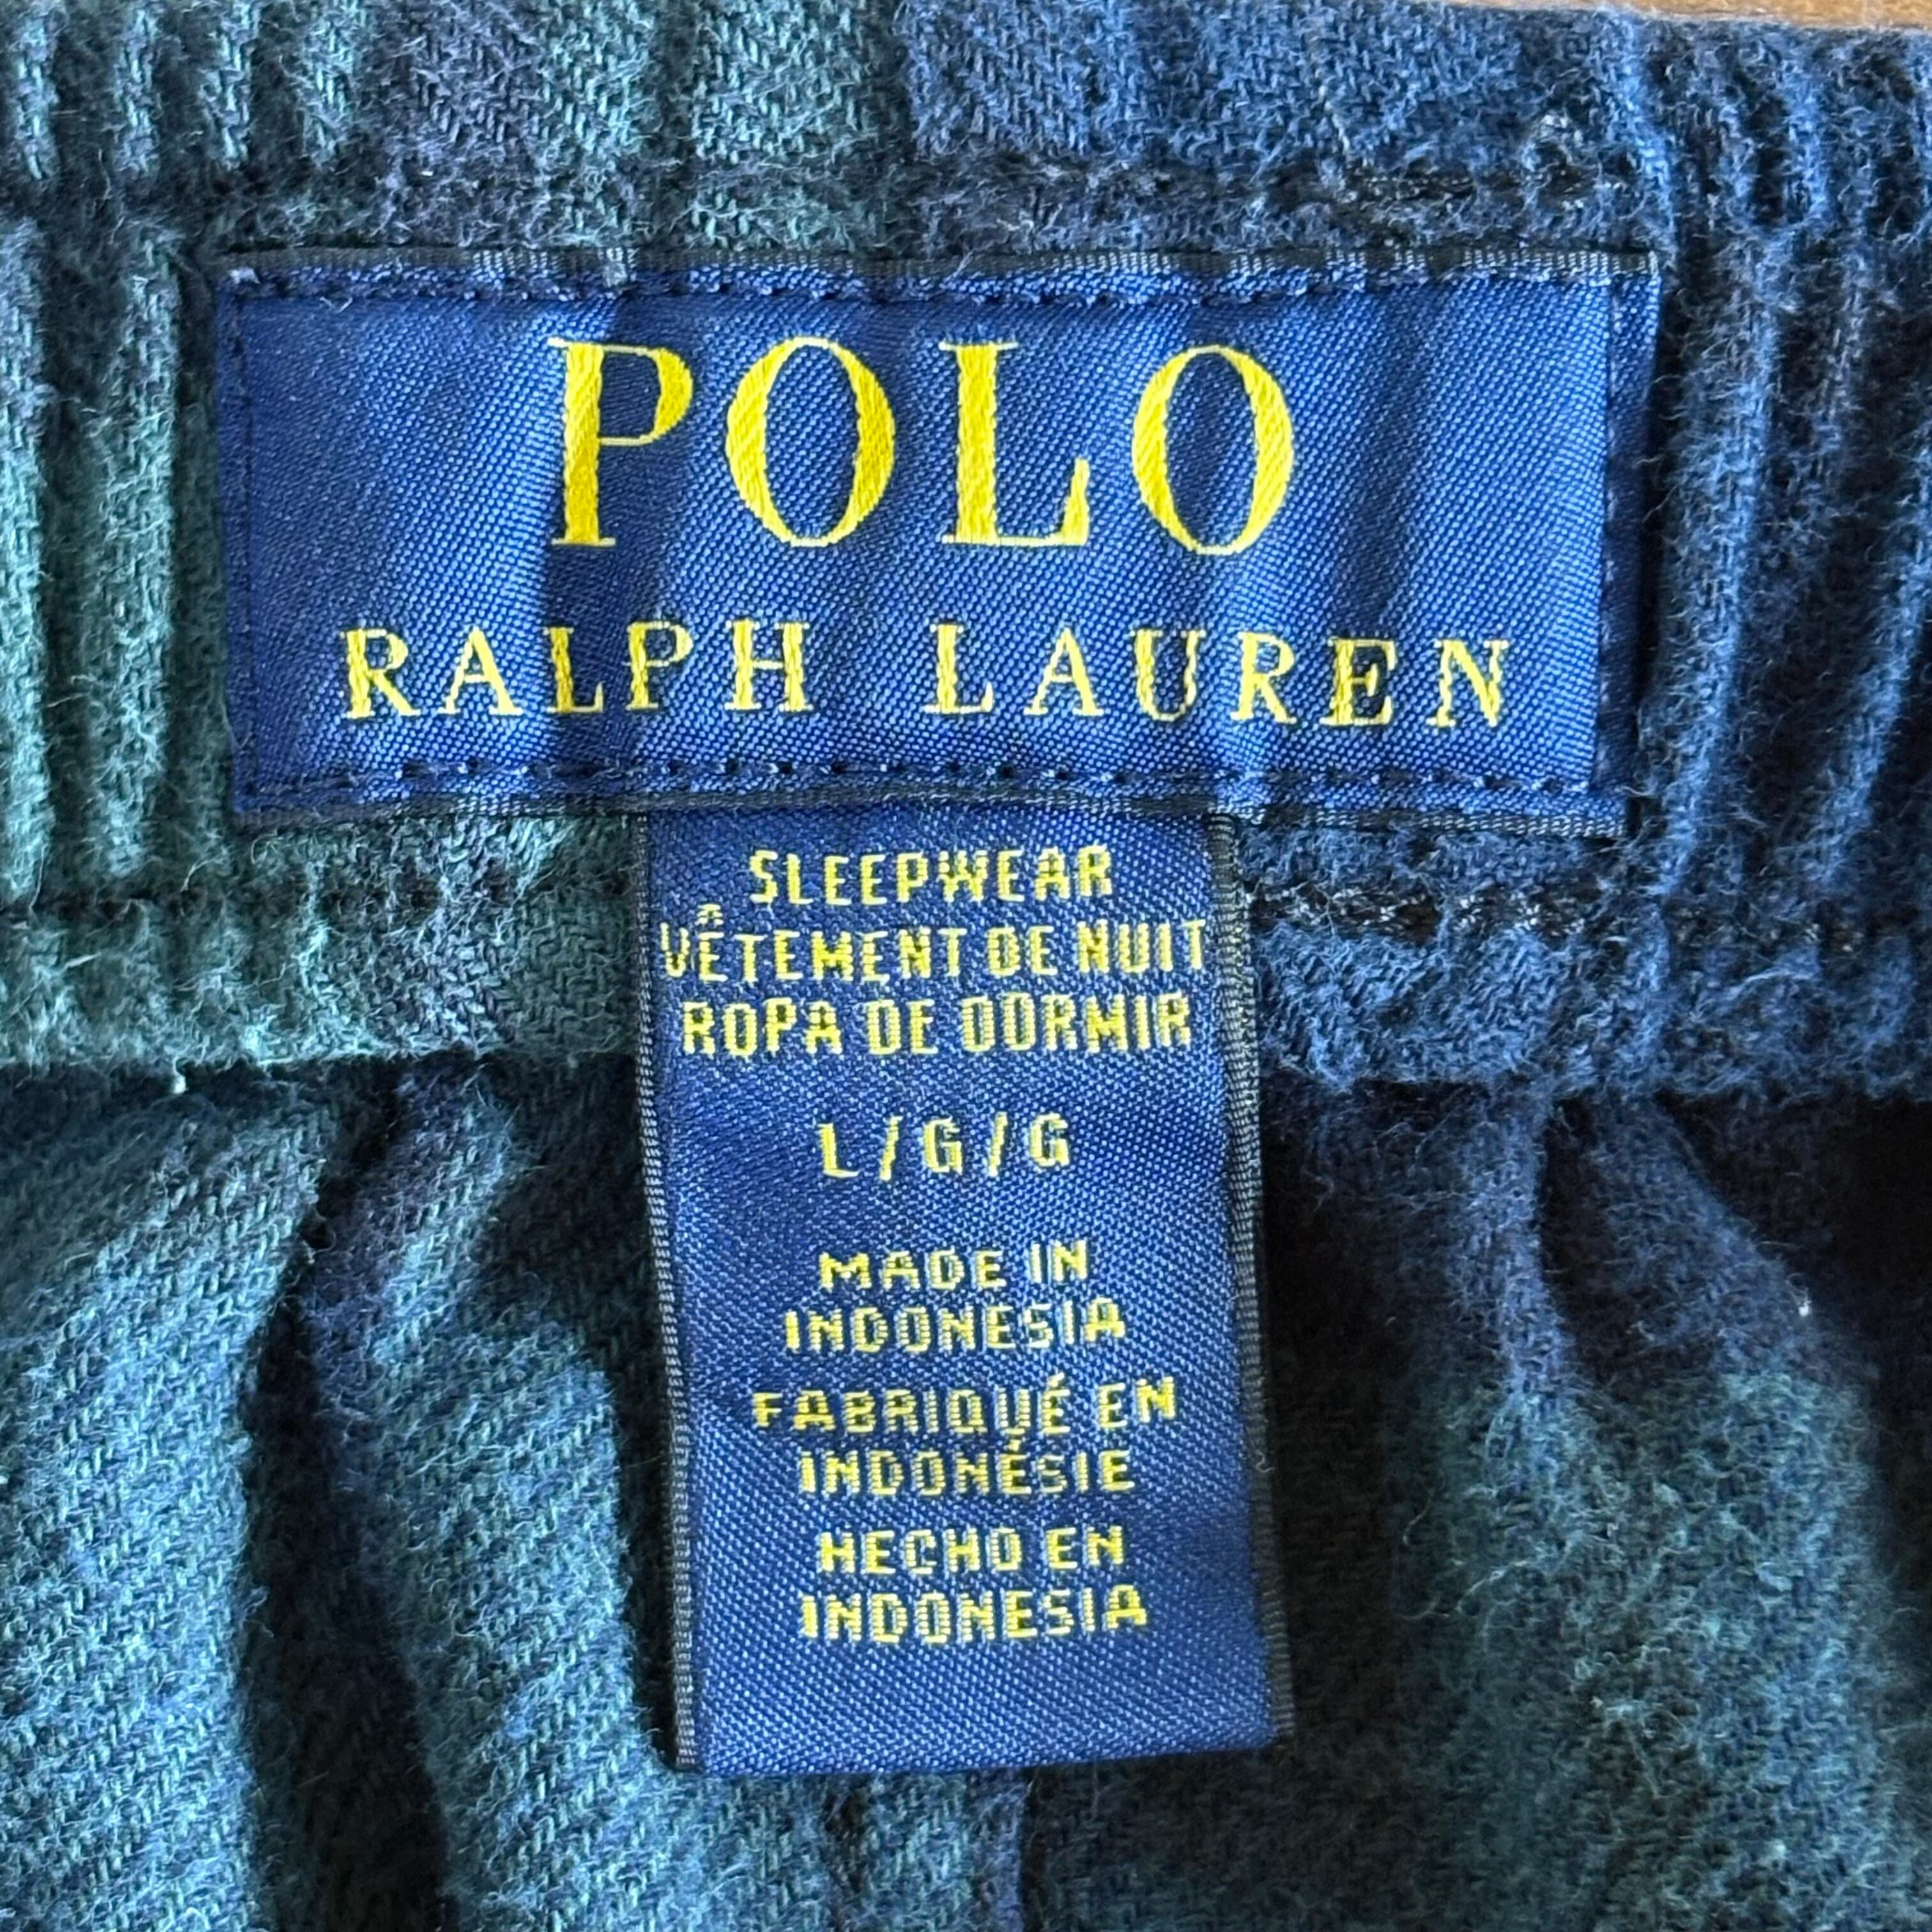 POLO
RALPH LAUREN
SLEEPWEAR
VÊTEMENT DE NUIT
ROPA DE DORMIR
L/G/G
MADE IN
INDONESIA
FABRIQUÉ EN
INDONÉSIE
HECHO EN
INDONESIA